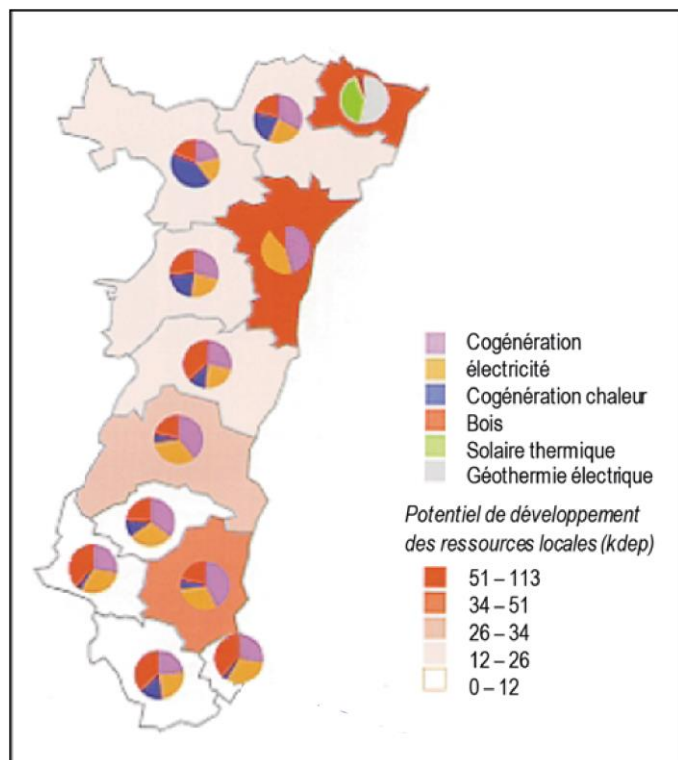 Cogénération
électricité
Cogénération chaleur
Bois
Solaire thermique
Géothermie électrique
Potentiel de développement
des ressources locales (kdep)
51 – 113
34 – 51
26 – 34
12 – 26
0 – 12